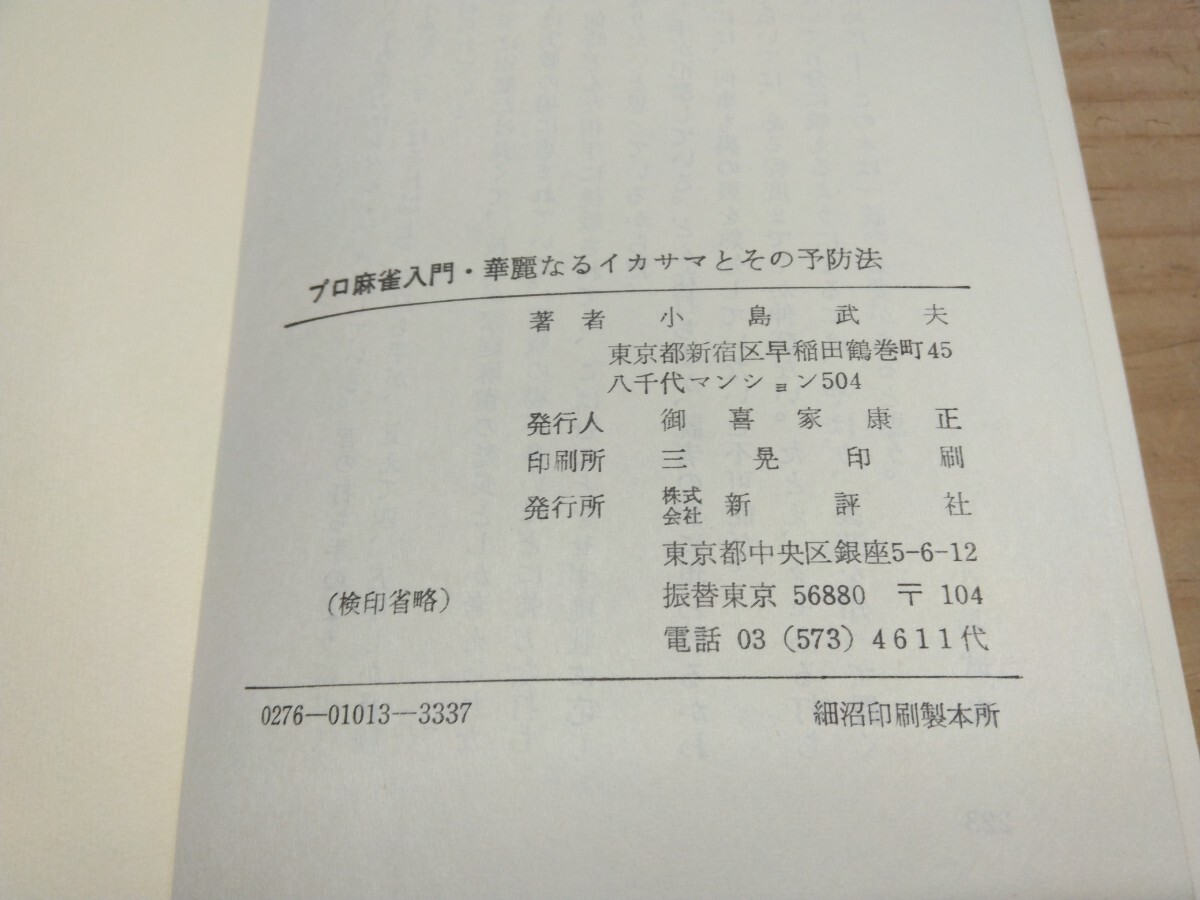 プロ麻雀入門・華麗なるイカサマとその予防法
著者 小島武夫
東京都新宿区早稲田鶴巻町45
八千代マンション504
発行人 御喜家康正
印刷所 三晃印刷
発行所 株式会社 新評社
東京都中央区銀座5-6-12
(検印省略) 振替東京 56880 〒 104
電話 03 (573) 4611代
0276―01013―3337 細沼印刷製本所